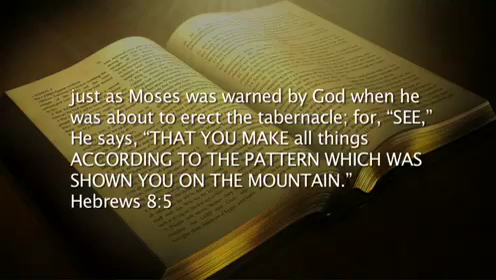 just as Moses was warned by God when he
was about to erect the tabernacle; for, “SEE,”
He says, “THAT YOU MAKE all things
ACCORDING TO THE PATTERN WHICH WAS
SHOWN YOU ON THE MOUNTAIN.”
Hebrews 8:5